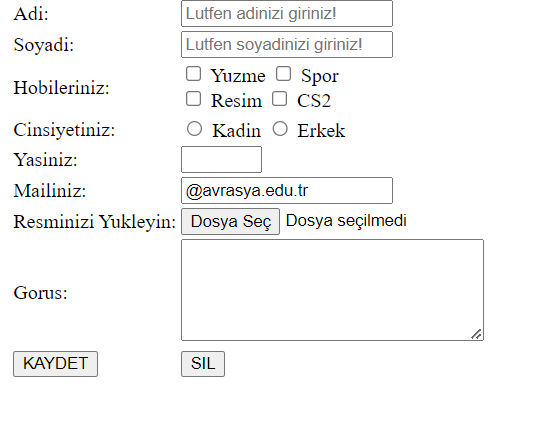 Adi: Lutfen adinizi giriniz!
Soyadi: Lutfen soyadinizi giriniz!
Hobileriniz: Yuzme Spor
Resim CS2
Cinsiyetiniz: Kadin Erkek
Yasiniz:
Mailiniz: @avrasya.edu.tr
Resminizi Yukleyin: Dosya Seç Dosya seçilmedi
Gorus:
KAYDET SIL